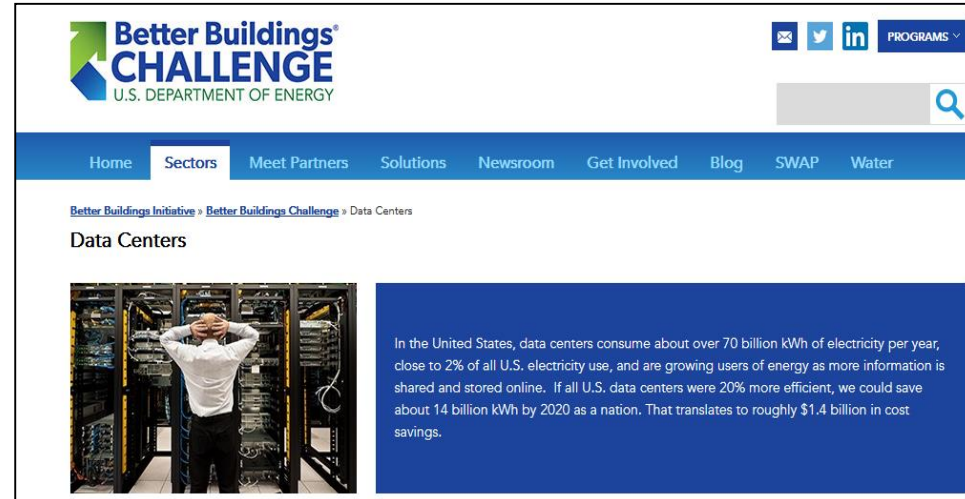 Better Buildings®
CHALLENGE
U.S. DEPARTMENT OF ENERGY
in PROGRAMS
Home Sectors Meet Partners Solutions Newsroom Get Involved Blog SWAP Water
Better Buildings Initiative » Better Buildings Challenge » Data Centers
Data Centers
In the United States, data centers consume about over 70 billion kWh of electricity per year,
close to 2% of all U.S. electricity use, and are growing users of energy as more information is
shared and stored online. If all U.S. data centers were 20% more efficient, we could save
about 14 billion kWh by 2020 as a nation. That translates to roughly $1.4 billion in cost
savings.